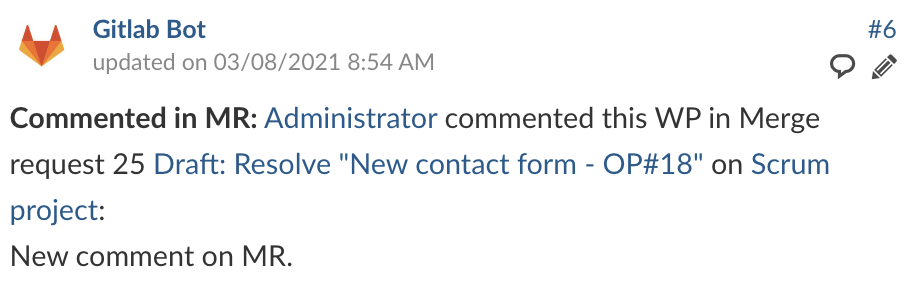 Gitlab Bot
#6
updated on 03/08/2021 8:54 AM
Commented in MR: Administrator commented this WP in Merge
request 25 Draft: Resolve "New contact form - OP#18" on Scrum
project:
New comment on MR.